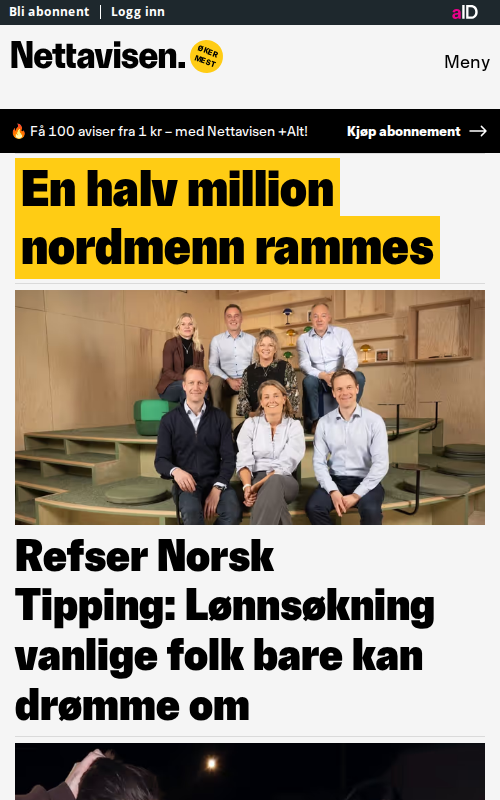 Bli abonnent | Logg inn
aID
Nettavisen.
ØKER
MEST
Meny
🔥 Få 100 aviser fra 1 kr – med Nettavisen +Alt!
Kjøp abonnement →
En halv million
nordmenn rammes
Refser Norsk
Tipping: Lønnsøkning
vanlige folk bare kan
drømme om